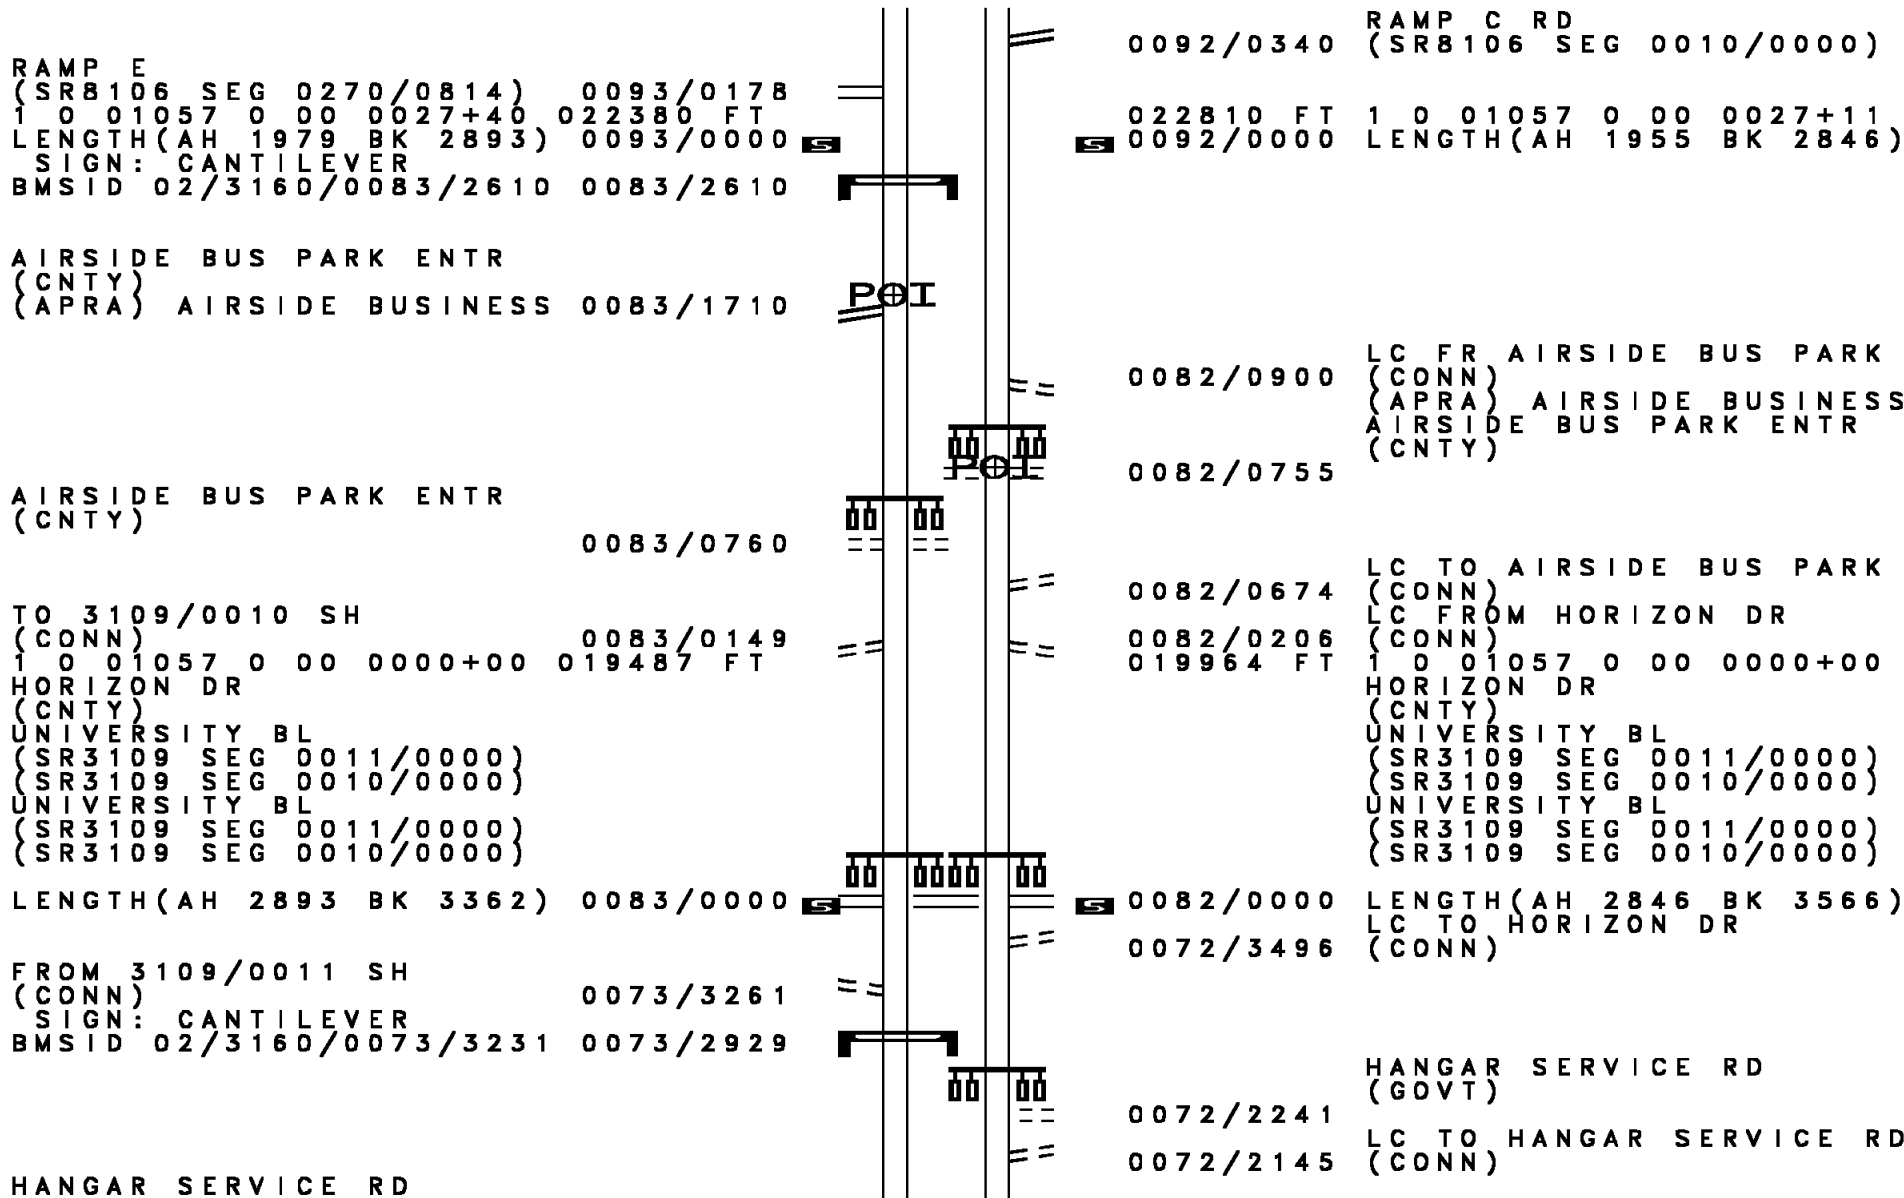 RAMP E
(SR8106 SEG 0270/0814) 0093/0178
1 0 01057 0 00 0027+40 022380 FT
LENGTH(AH 1979 BK 2893) 0093/0000 S
SIGN: CANTILEVER
BMSID 02/3160/0083/2610 0083/2610
AIRSIDE BUS PARK ENTR
(CNTY)
(APRA) AIRSIDE BUSINESS 0083/1710
POI
AIRSIDE BUS PARK ENTR
(CNTY)
0083/0760
TO 3109/0010 SH
(CONN) 0083/0149
1 0 01057 0 00 0000+00 019487 FT
HORIZON DR
(CNTY)
UNIVERSITY BL
(SR3109 SEG 0011/0000)
(SR3109 SEG 0010/0000)
UNIVERSITY BL
(SR3109 SEG 0011/0000)
(SR3109 SEG 0010/0000)
LENGTH(AH 2893 BK 3362) 0083/0000 S
FROM 3109/0011 SH
(CONN) 0073/3261
SIGN: CANTILEVER
BMSID 02/3160/0073/3231 0073/2929
HANGAR SERVICE RD
RAMP C RD
0092/0340 (SR8106 SEG 0010/0000)
022810 FT 1 0 01057 0 00 0027+11
S 0092/0000 LENGTH(AH 1955 BK 2846)
LC FR AIRSIDE BUS PARK
0082/0900 (CONN)
(APRA) AIRSIDE BUSINESS
AIRSIDE BUS PARK ENTR
(CNTY)
POI
0082/0755
LC TO AIRSIDE BUS PARK
0082/0674 (CONN)
LC FROM HORIZON DR
0082/0206 (CONN)
019964 FT 1 0 01057 0 00 0000+00
HORIZON DR
(CNTY)
UNIVERSITY BL
(SR3109 SEG 0011/0000)
(SR3109 SEG 0010/0000)
UNIVERSITY BL
(SR3109 SEG 0011/0000)
(SR3109 SEG 0010/0000)
S 0082/0000 LENGTH(AH 2846 BK 3566)
LC TO HORIZON DR
0072/3496 (CONN)
HANGAR SERVICE RD
(GOVT)
0072/2241
LC TO HANGAR SERVICE RD
0072/2145 (CONN)